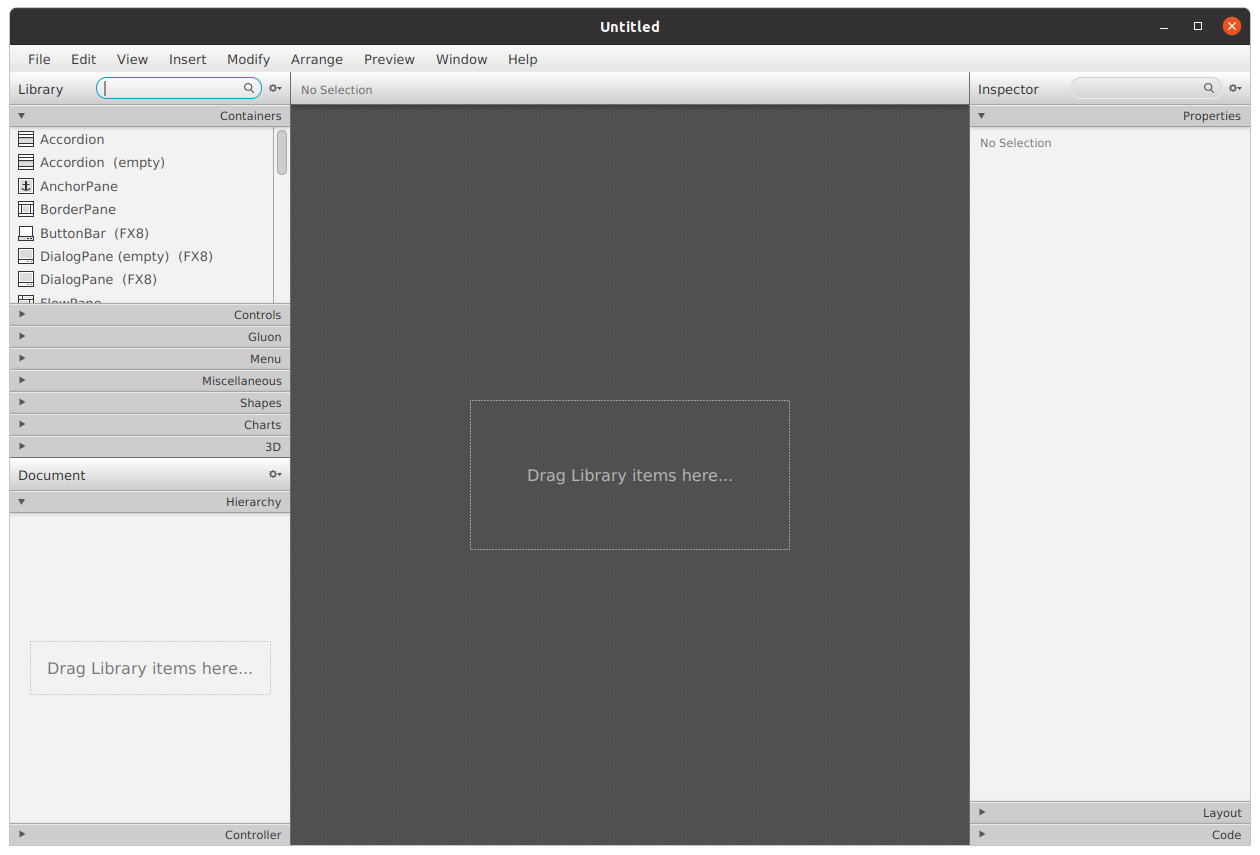 Untitled
File Edit View Insert Modify Arrange Preview Window Help
Library
No Selection
Inspector
Containers
Accordion
Accordion (empty)
AnchorPane
BorderPane
ButtonBar (FX8)
DialogPane (empty) (FX8)
DialogPane (FX8)
FlowPane
Controls
Gluon
Menu
Miscellaneous
Shapes
Charts
3D
Document
Hierarchy
Drag Library items here...
Controller
Drag Library items here...
Properties
No Selection
Layout
Code